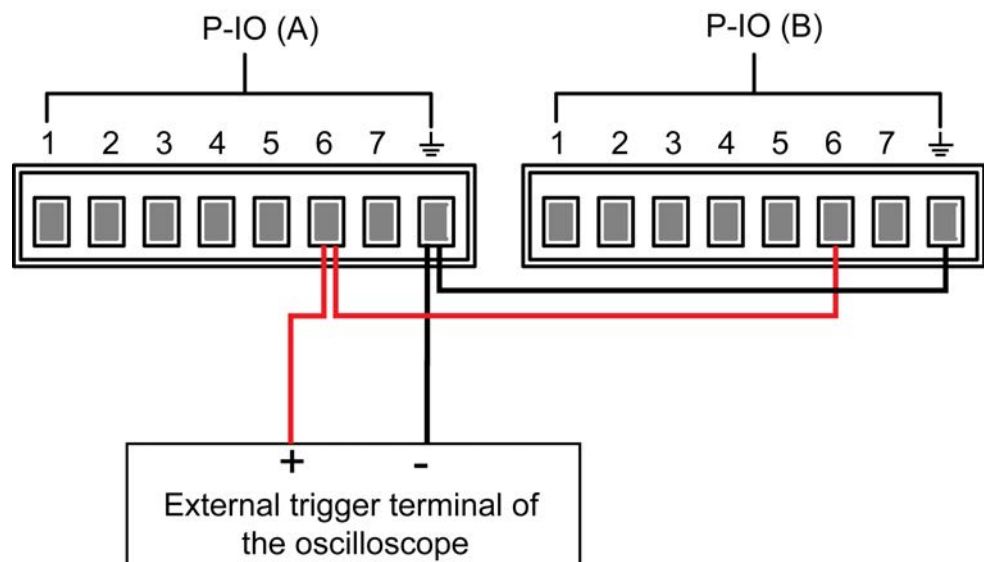 P-IO (A) P-IO (B)
1 2 3 4 5 6 7 1 2 3 4 5 6 7
+ -
External trigger terminal of
the oscilloscope